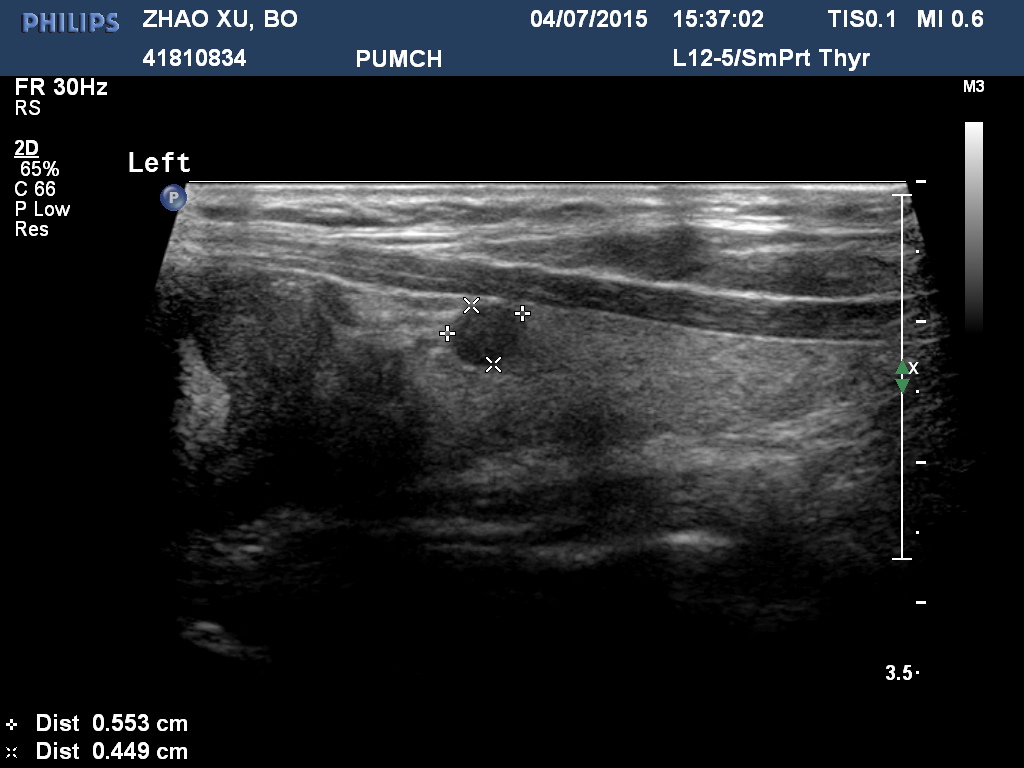 PHILIPS ZHAO XU, BO 04/07/2015 15:37:02 TIS0.1 MI 0.6
41810834 PUMCH L12-5/SmPrt Thyr
FR 30Hz M3
RS
2D
65%
C 66
P Low
Res
Left
P
X
3.5
Dist 0.553 cm
Dist 0.449 cm